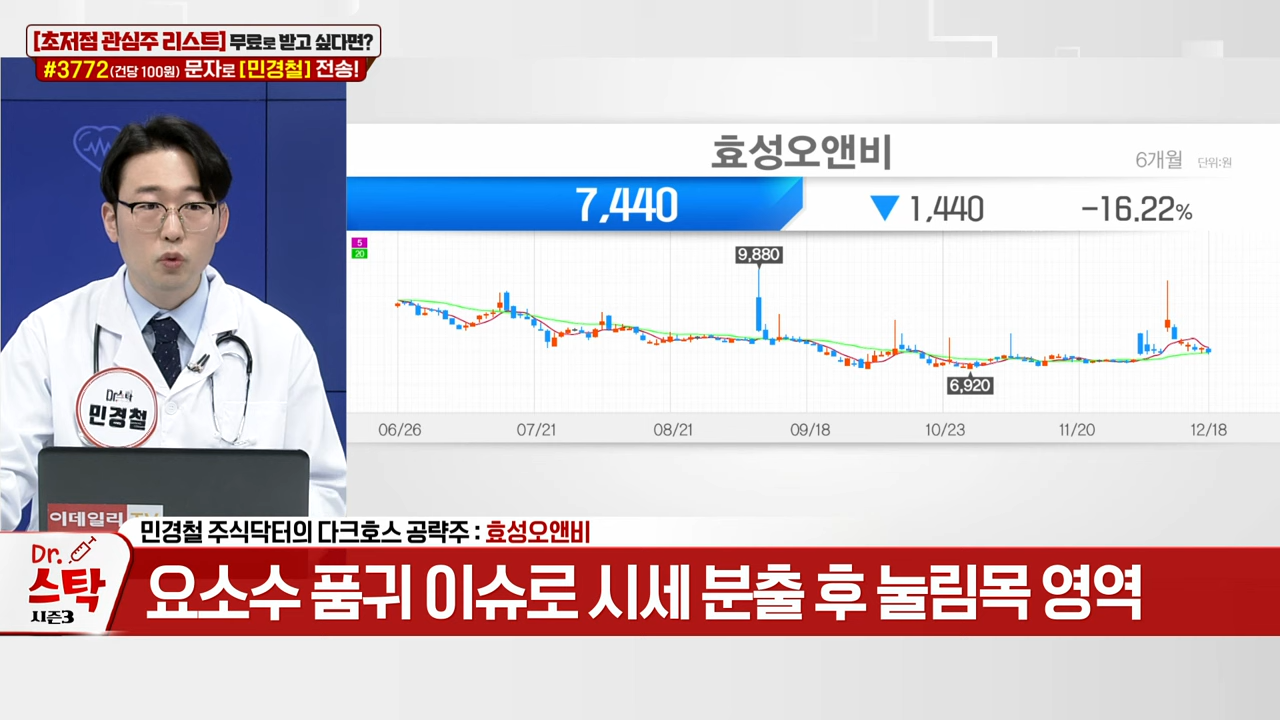 [초저점 관심주 리스트] 무료로 받고 싶다면?
#3772(건당 100원) 문자로 [민경철] 전송!
효성오앤비
6개월 단위:원
7,440 ▼ 1,440 -16.22%
5
20
9,880
6,920
06/26 07/21 08/21 09/18 10/23 11/20 12/18
Dr.스탁
민경철
이데일리 TV
민경철 주식닥터의 다크호스 공략주 : 효성오앤비
Dr.
스탁
시즌3
요소수 품귀 이슈로 시세 분출 후 눌림목 영역